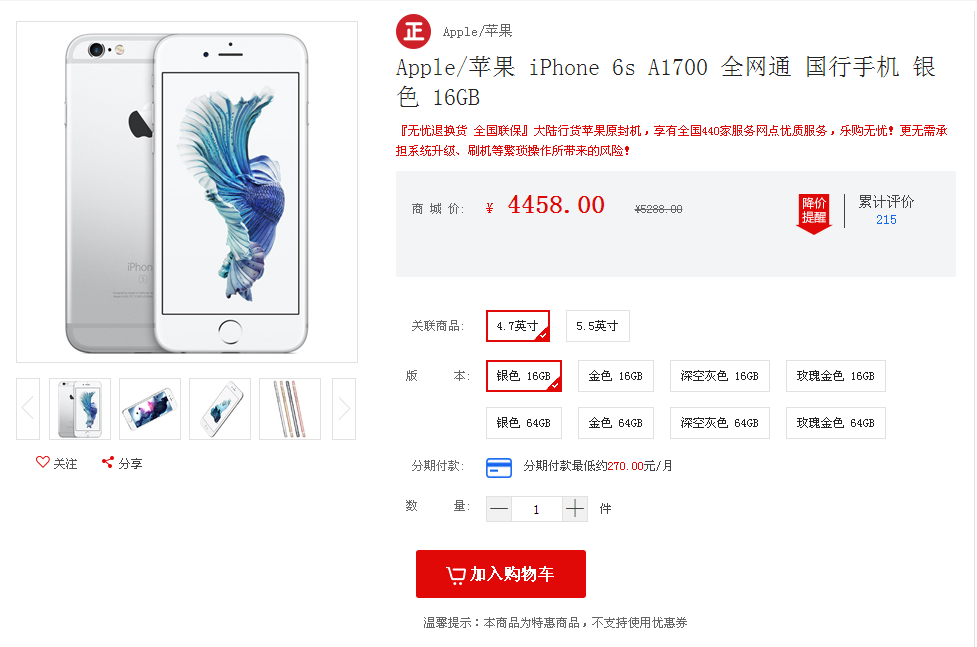 正 Apple/苹果
Apple/苹果 iPhone 6s A1700 全网通 国行手机 银
色 16GB
『无忧退换货 全国联保』大陆行货苹果原封机，享有全国440家服务网点优质服务，乐购无忧！更无需承
担系统升级、刷机等繁琐操作所带来的风险！
商 城 价: ¥ 4458.00 ¥5288.00
降价
提醒
累计评价
215
关联商品: 4.7英寸 5.5英寸
版 本: 银色 16GB 金色 16GB 深空灰色 16GB 玫瑰金色 16GB
银色 64GB 金色 64GB 深空灰色 64GB 玫瑰金色 64GB
分期付款: 分期付款最低约270.00元/月
数 量: 1 件
加入购物车
温馨提示：本商品为特惠商品，不支持使用优惠券
关注 分享
iPhon